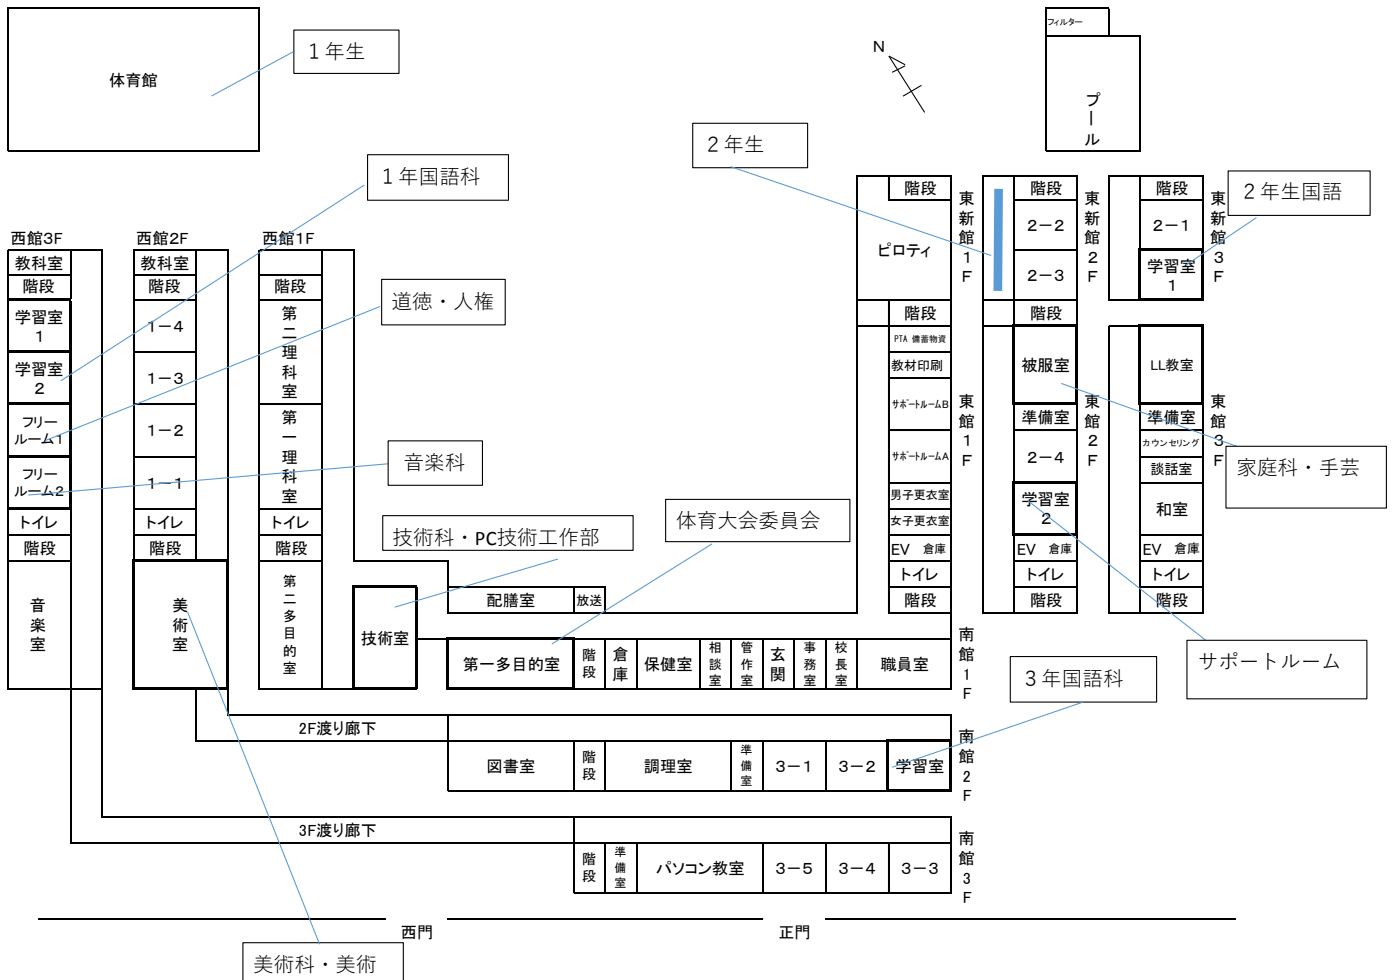 フィルター
1年生
体育館
N
プール
2年生
1年国語科
2年生国語
西館3F
教科室
階段
学習室
1
学習室
2
フリー
ルーム1
フリー
ルーム2
トイレ
階段
音楽室
西館2F
教科室
階段
1−4
1−3
1−2
1−1
トイレ
階段
美術室
西館1F
階段
第二理科室
第一理科室
トイレ
階段
第二多目的室
道徳・人権
音楽科
技術科・PC技術工作部
体育大会委員会
技術室
配膳室
放送
階段
ピロティ
東新館1F
階段
PTA 備蓄物資
教材印刷
サポートルームB
サポートルームA
男子更衣室
女子更衣室
EV 倉庫
トイレ
階段
東館1F
階段
2−2
2−3
東新館2F
階段
被服室
準備室
2−4
学習室
2
EV 倉庫
トイレ
階段
東館2F
階段
2−1
学習室
1
東新館3F
LL教室
準備室
カウンセリング
談話室
和室
EV 倉庫
トイレ
階段
東館3F
家庭科・手芸
サポートルーム
第一多目的室
階段
倉庫
保健室
相談室
管作室
玄関
事務室
校長室
職員室
南館1F
3年国語科
2F渡り廊下
図書室
階段
調理室
準備室
3−1
3−2
学習室
南館2F
3F渡り廊下
階段
準備室
パソコン教室
3−5
3−4
3−3
南館3F
西門
正門
美術科・美術